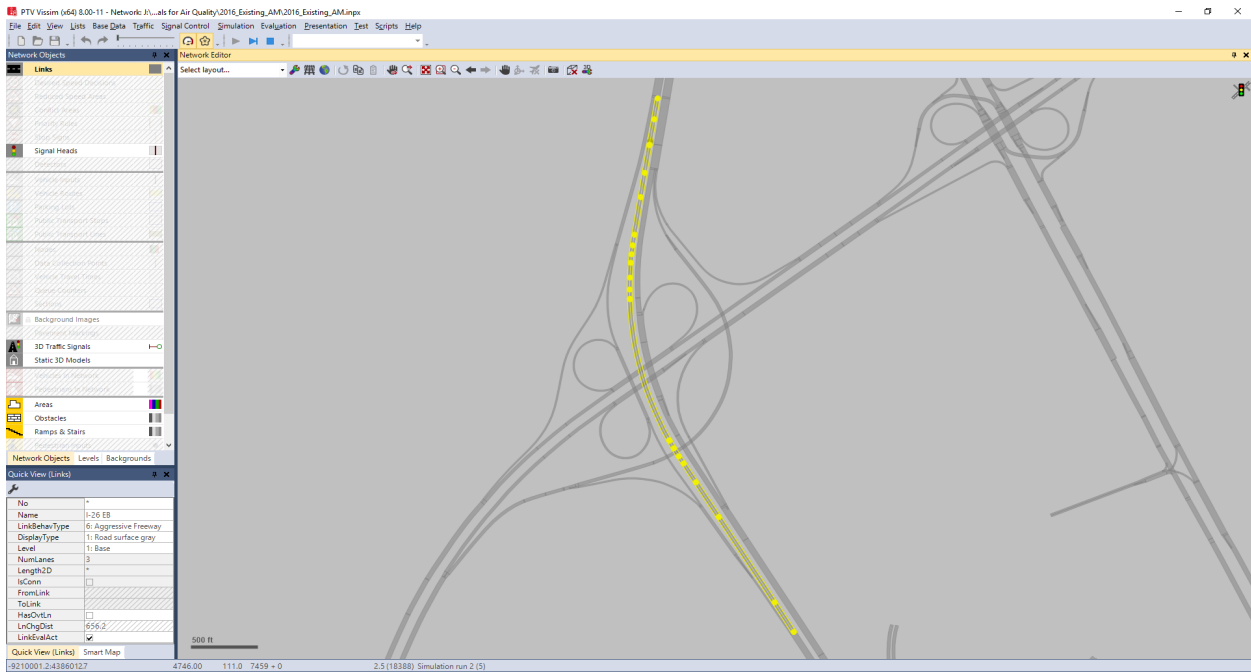 PTV Vissim (x64) 8.00-11 - Network: J:\...als for Air Quality\2016_Existing_AM\2016_Existing_AM.inpx
File Edit View Lists Base Data Traffic Signal Control Simulation Evaluation Presentation Test Scripts Help
Network Objects
Network Editor
Links
Select layout...
Signal Heads
Background Images
3D Traffic Signals
Static 3D Models
Areas
Obstacles
Ramps & Stairs
Network Objects Levels Backgrounds
Quick View (Links)
No *
Name I-26 EB
LinkBehavType 6: Aggressive Freeway
DisplayType 1: Road surface gray
Level 1: Base
NumLanes 3
Length2D *
IsConn
FromLink
ToLink
HasOvtLn
LnChgDist 656.2
LinkEvalAct
500 ft
Quick View (Links) Smart Map
-9210001.2:4386012.7 4746.00 111.0 7459 + 0 2.5 (18388) Simulation run 2 (5)